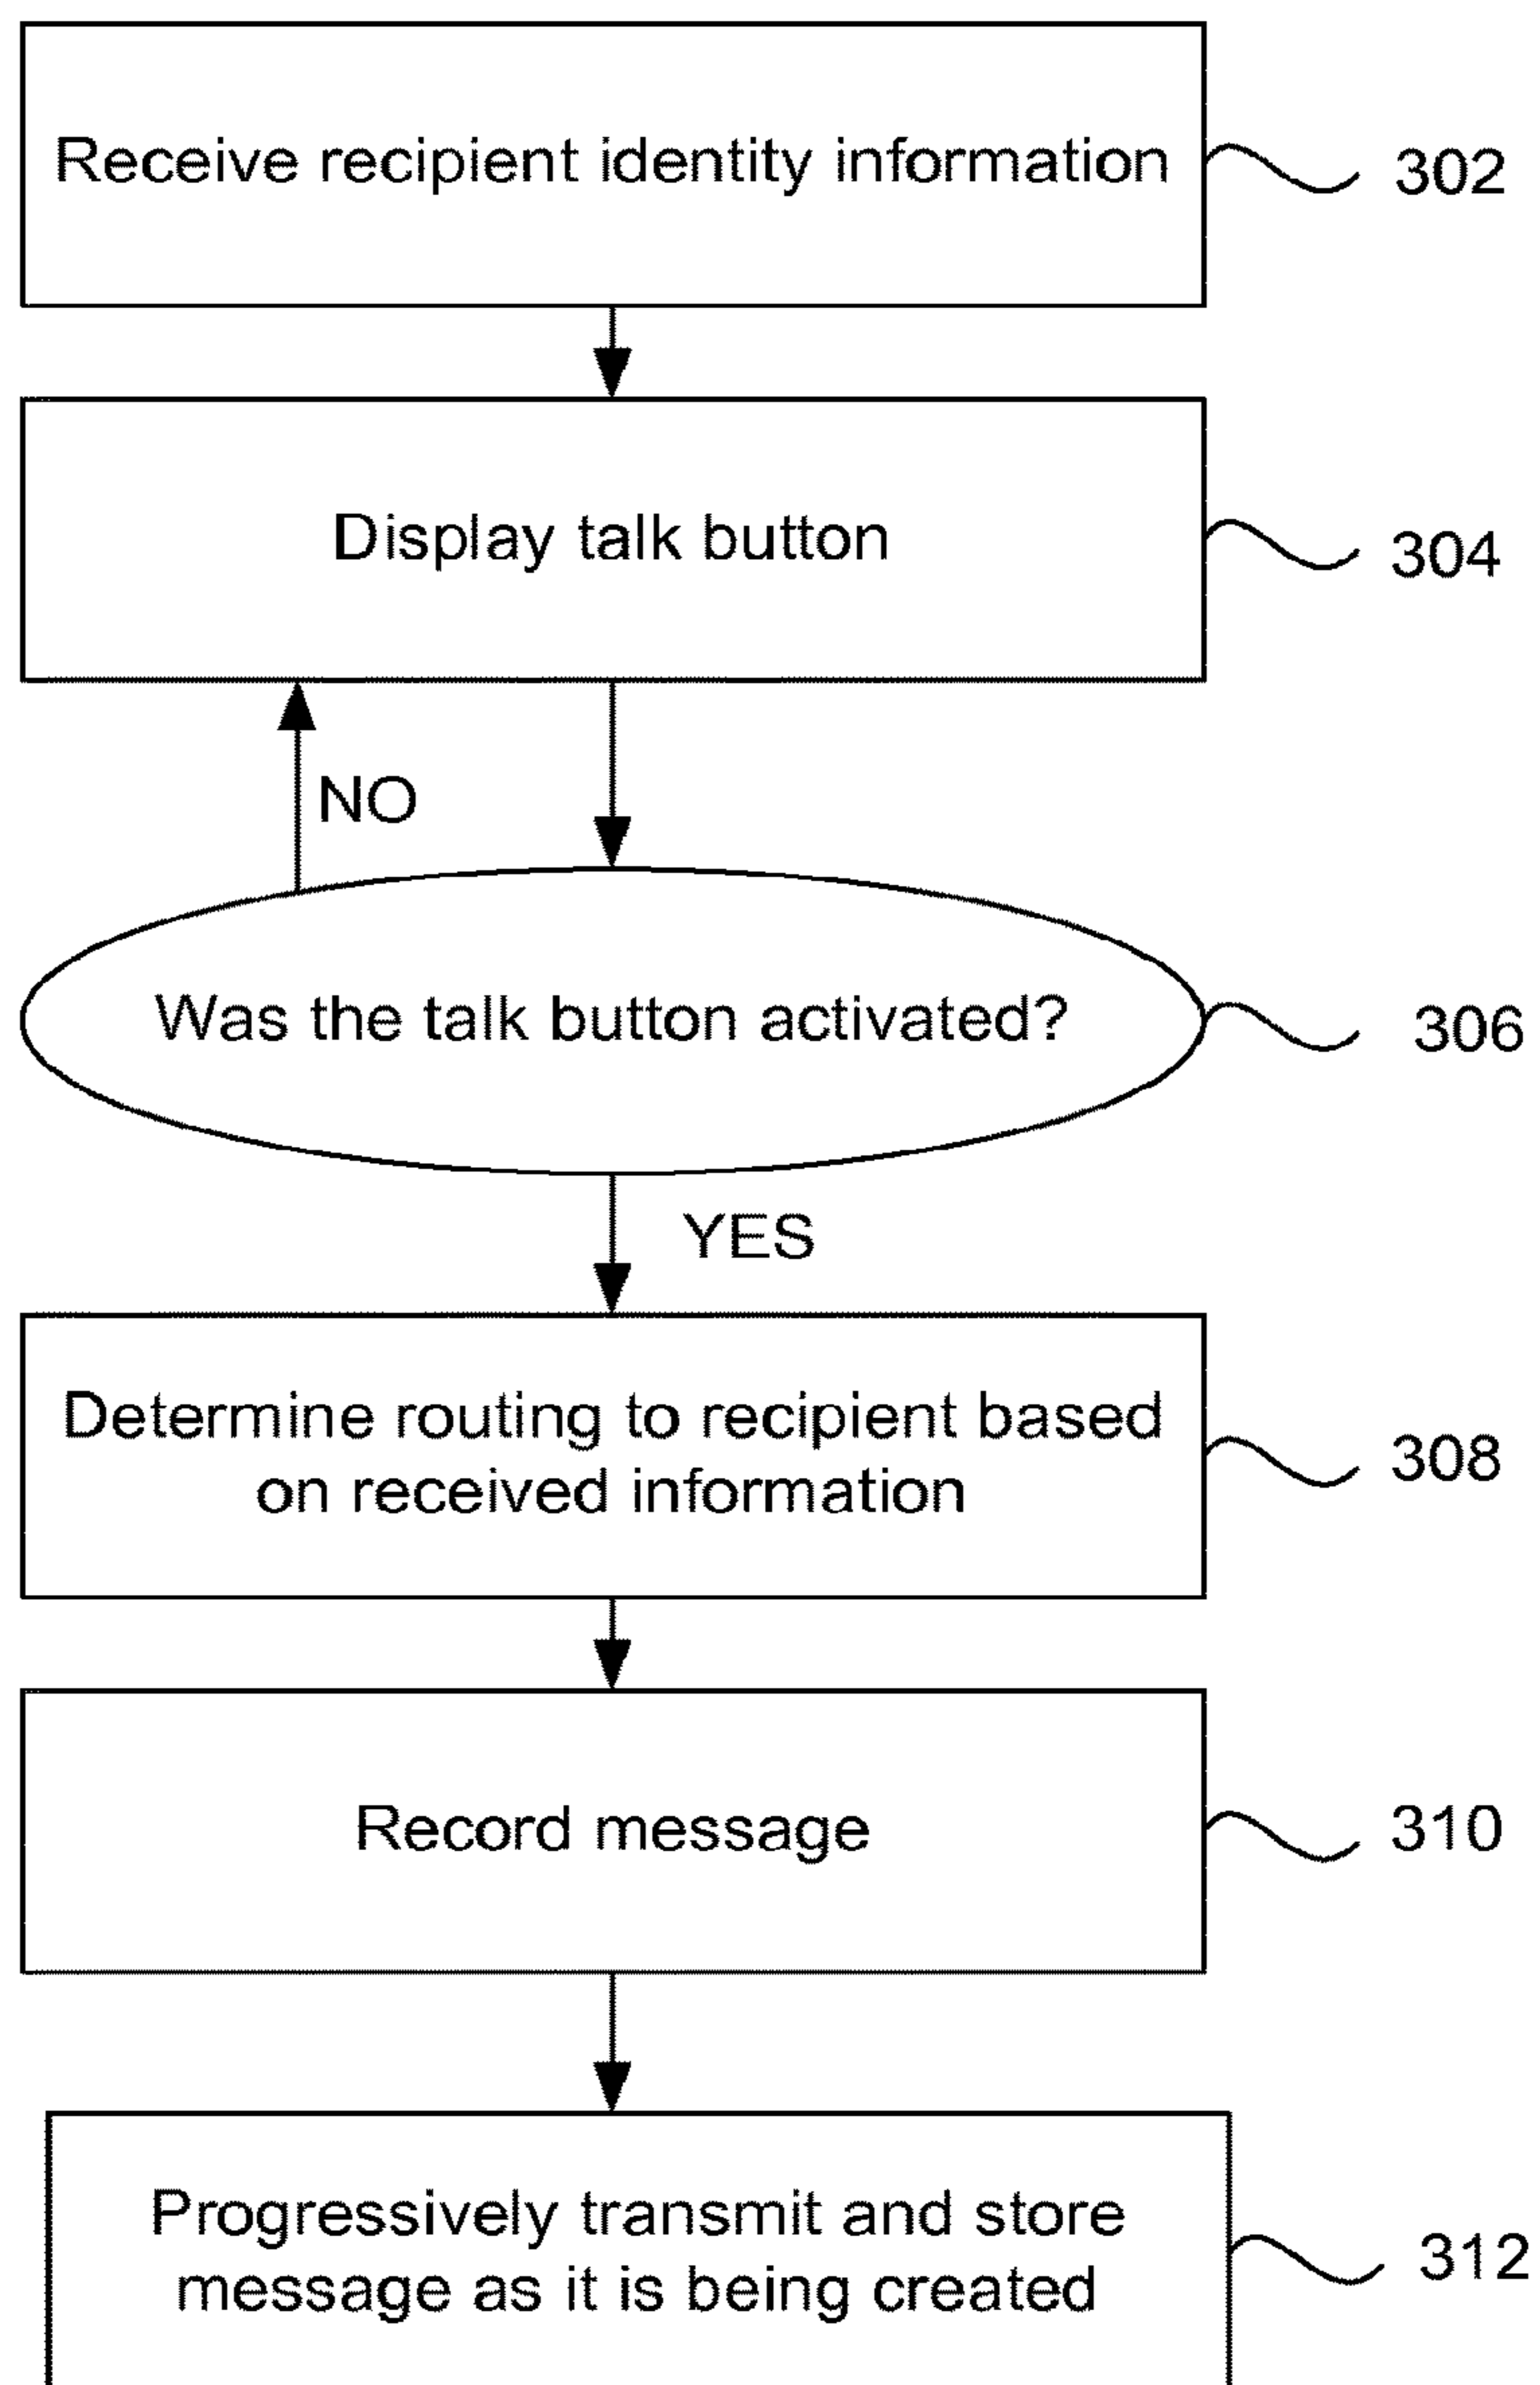 Receive recipient identity information
302
Display talk button
304
NO
Was the talk button activated?
306
YES
Determine routing to recipient based
on received information
308
Record message
310
Progressively transmit and store
message as it is being created
312